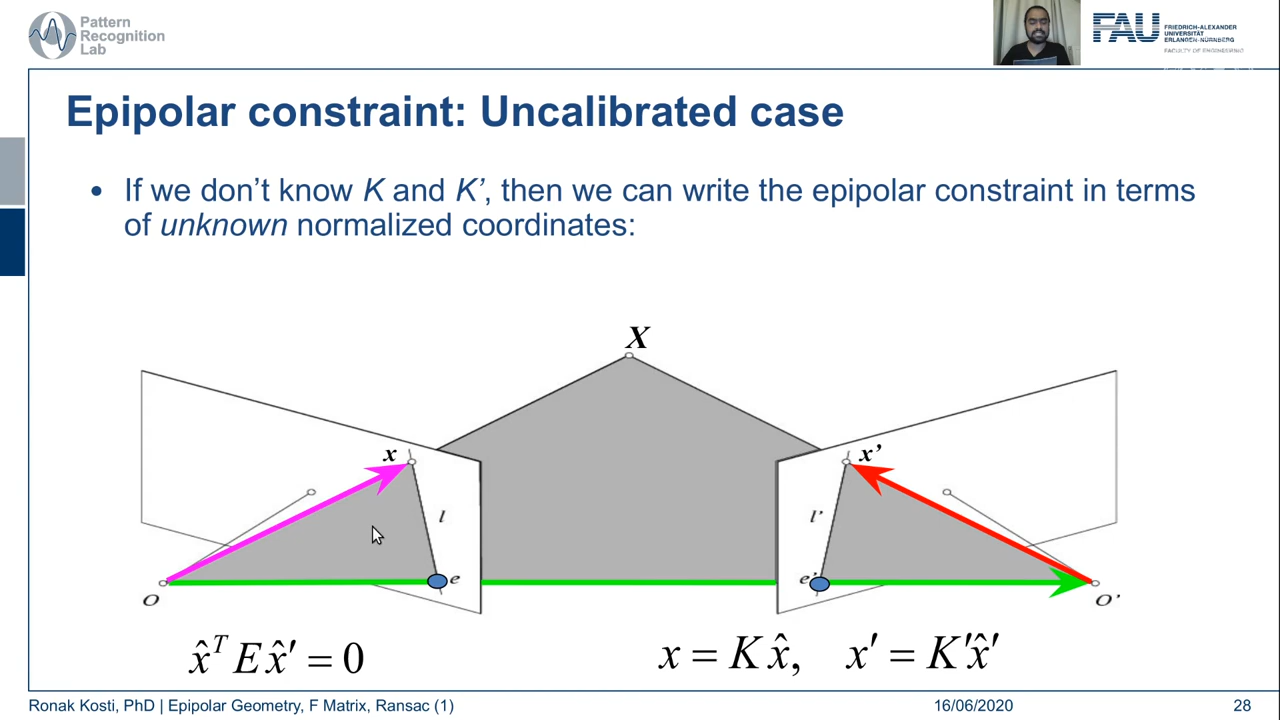 Pattern
Recognition
Lab
FAU
FRIEDRICH-ALEXANDER
UNIVERSITÄT
ERLANGEN-NÜRNBERG
FACULTY OF ENGINEERING
Epipolar constraint: Uncalibrated case
• If we don’t know K and K’, then we can write the epipolar constraint in terms
of unknown normalized coordinates:
X
x x’
l l’
e e’
O O’
x̂ᵀ E x̂′ = 0 x = K x̂, x′ = K′x̂′
Ronak Kosti, PhD | Epipolar Geometry, F Matrix, Ransac (1) 16/06/2020 28